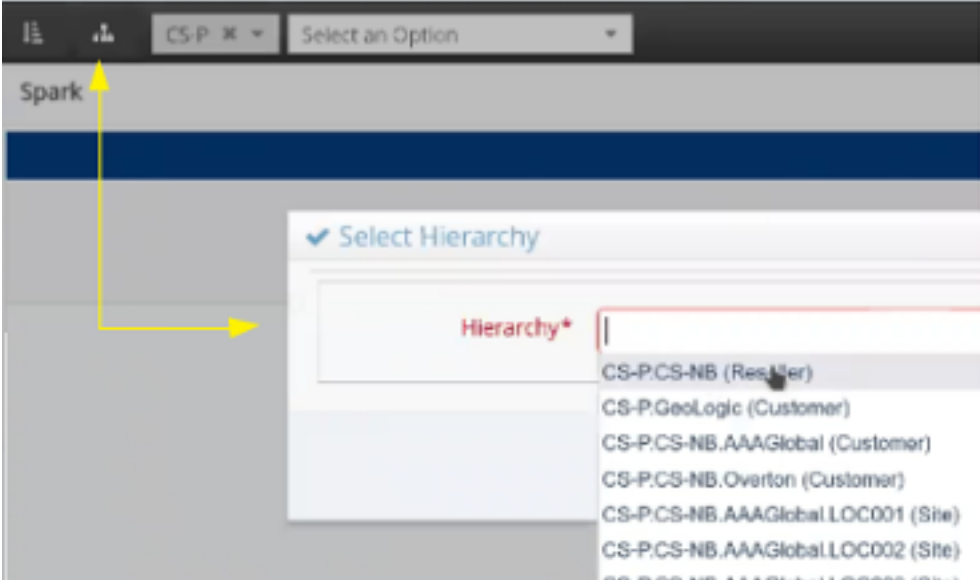 CS-P ✖
Select an Option
Spark
Select Hierarchy
Hierarchy*
CS-P.CS-NB (Reseller)
CS-P.GeoLogic (Customer)
CS-P.CS-NB.AAAGlobal (Customer)
CS-P.CS-NB.Overton (Customer)
CS-P.CS-NB.AAAGlobal.LOC001 (Site)
CS-P.CS-NB.AAAGlobal.LOC002 (Site)